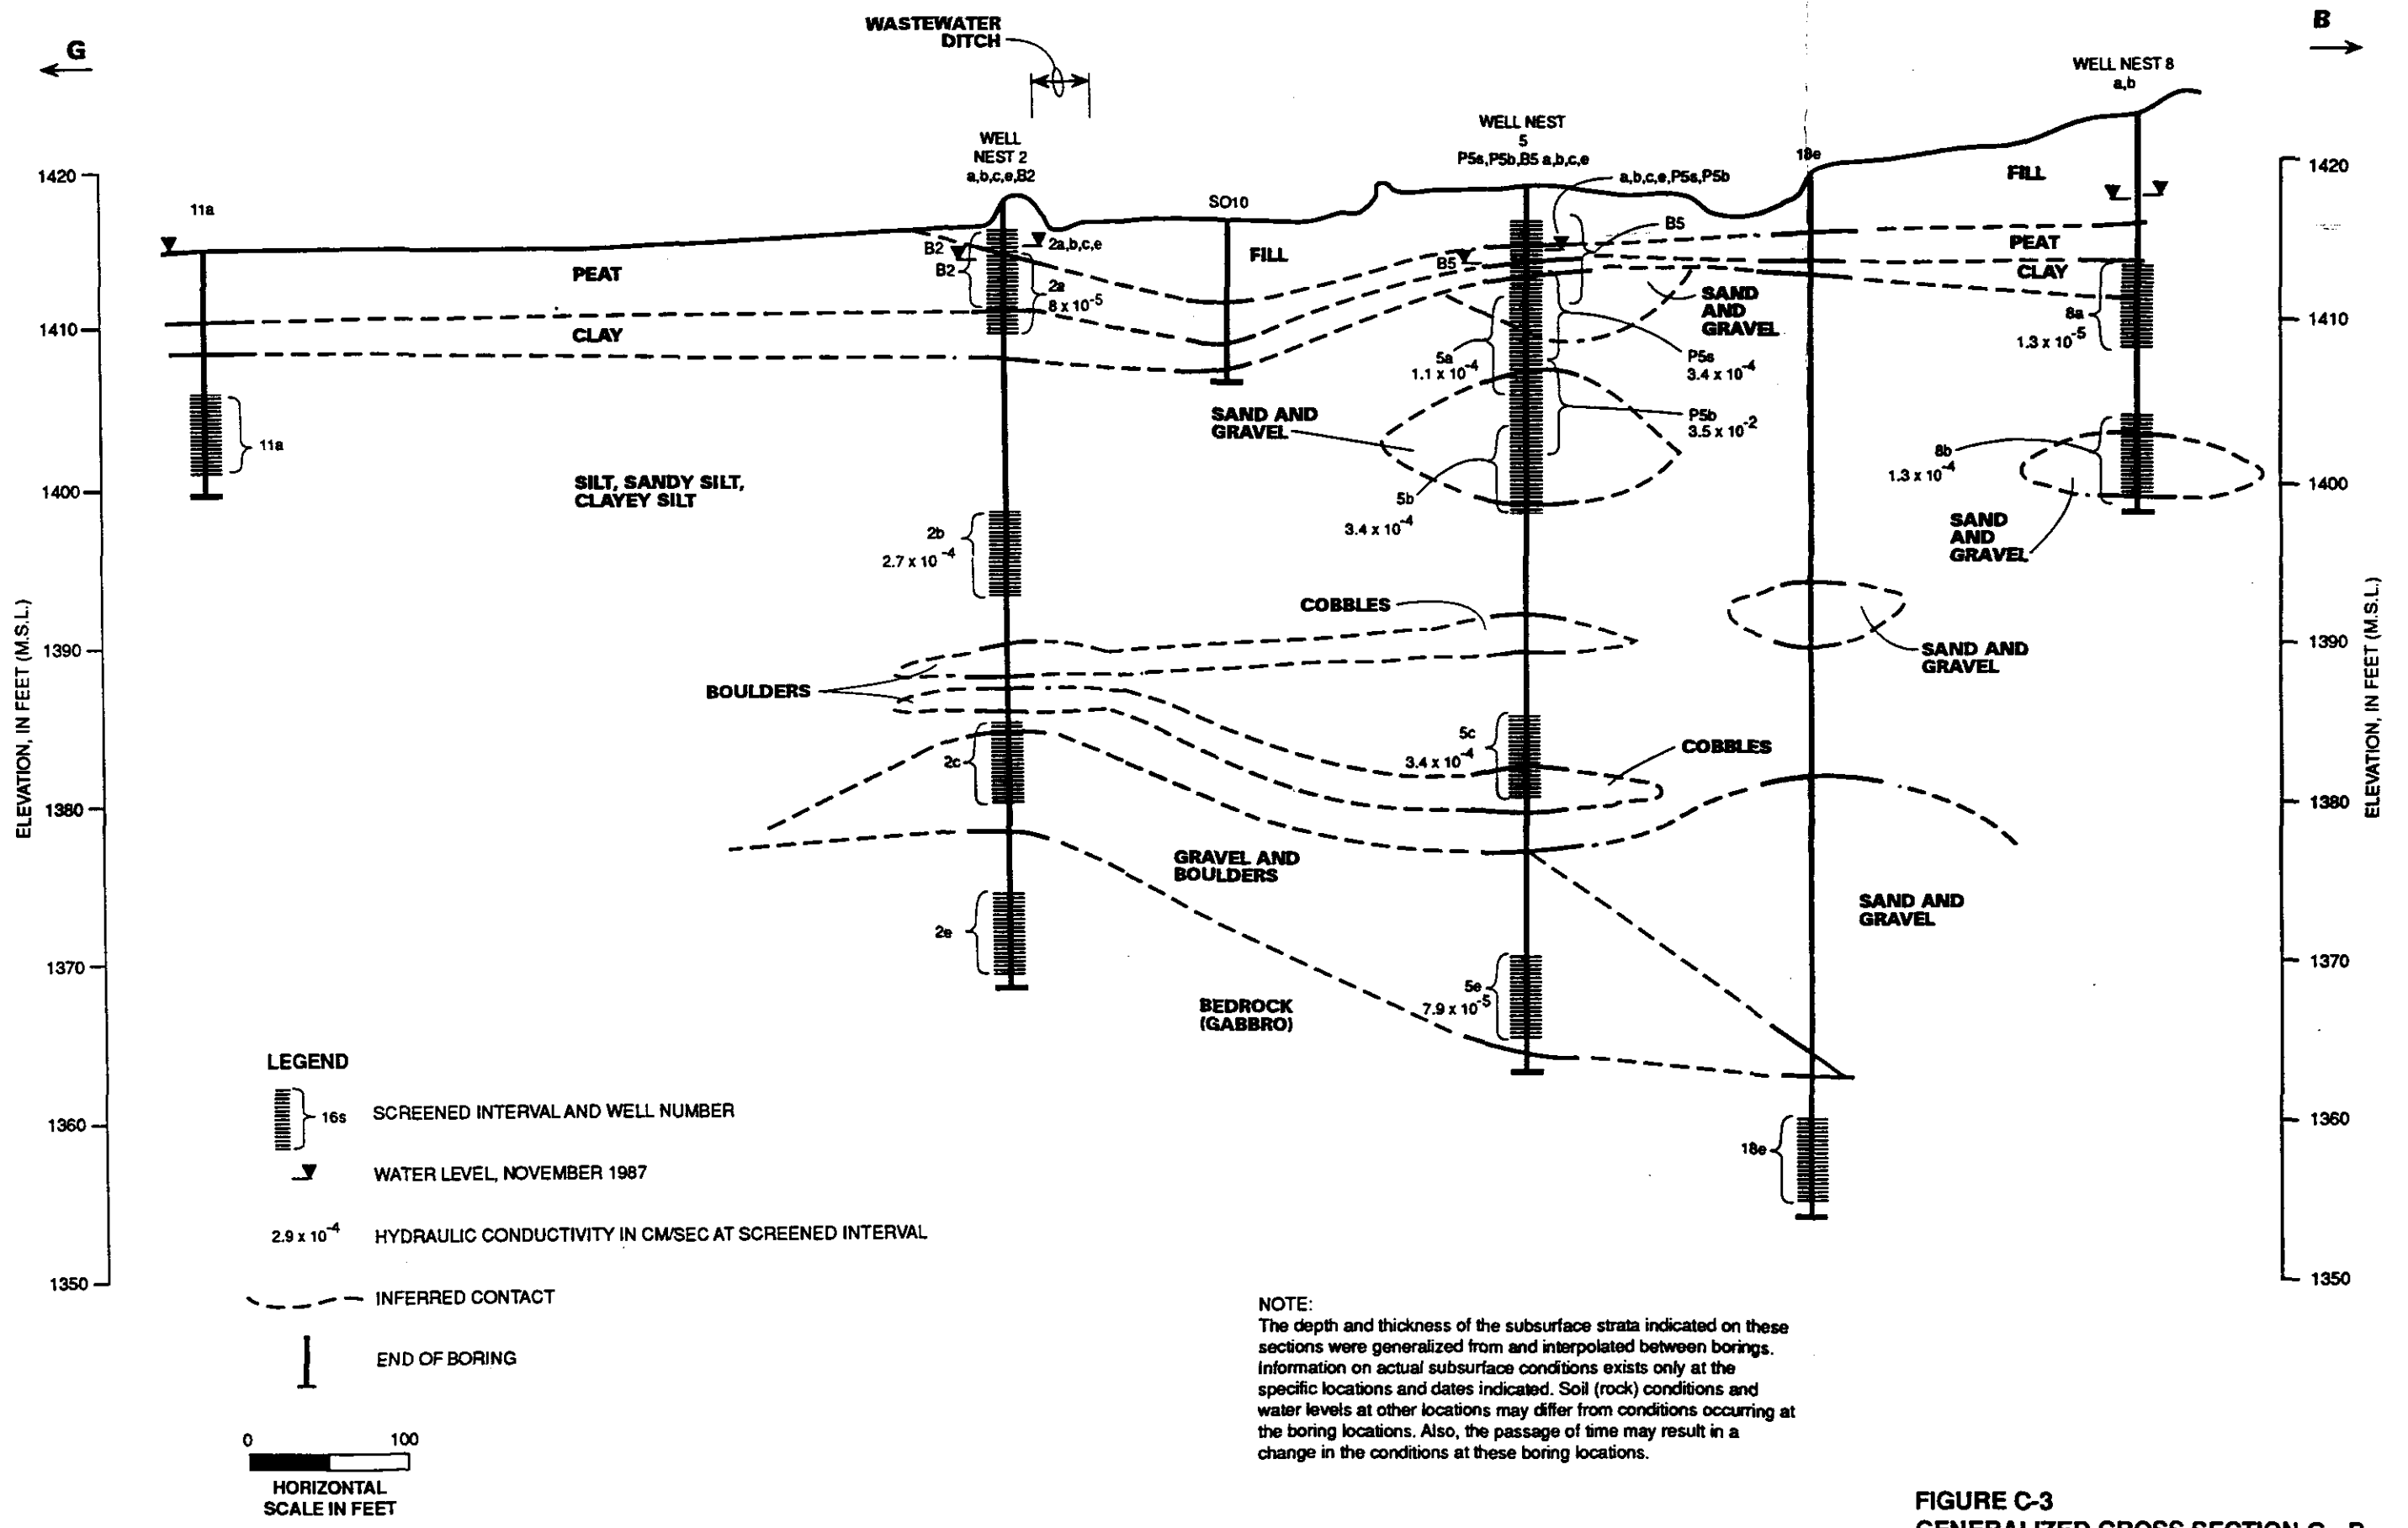 G
B
WASTEWATER
DITCH
WELL NEST 8
a,b
WELL
NEST 2
a,b,c,e,B2
WELL NEST
5
P5s,P5b,B5 a,b,c,e
a,b,c,e,P5s,P5b
18e
1420
1420
11a
SO10
FILL
FILL
B2
2a,b,c,e
B2
B5
B5
PEAT
PEAT
CLAY
CLAY
2a
8 x 10-5
SAND
AND
GRAVEL
8a
1.3 x 10-5
1410
1410
5a
1.1 x 10-4
P5s
3.4 x 10-4
P5b
3.5 x 10-2
SAND AND
GRAVEL
11a
8b
1.3 x 10-4
SILT, SANDY SILT,
CLAYEY SILT
1400
1400
5b
3.4 x 10-4
SAND
AND
GRAVEL
2b
2.7 x 10-4
COBBLES
SAND AND
GRAVEL
1390
1390
BOULDERS
ELEVATION, IN FEET (M.S.L.)
ELEVATION, IN FEET (M.S.L.)
2c
5c
3.4 x 10-4
COBBLES
1380
1380
GRAVEL AND
BOULDERS
SAND AND
GRAVEL
2e
1370
1370
5e
7.9 x 10-5
BEDROCK
(GABBRO)
LEGEND
16s
SCREENED INTERVAL AND WELL NUMBER
1360
1360
18e
WATER LEVEL, NOVEMBER 1987
2.9 x 10-4
HYDRAULIC CONDUCTIVITY IN CM/SEC AT SCREENED INTERVAL
1350
1350
INFERRED CONTACT
END OF BORING
0
100
HORIZONTAL
SCALE IN FEET
NOTE:
The depth and thickness of the subsurface strata indicated on these
sections were generalized from and interpolated between borings.
Information on actual subsurface conditions exists only at the
specific locations and dates indicated. Soil (rock) conditions and
water levels at other locations may differ from conditions occurring at
the boring locations. Also, the passage of time may result in a
change in the conditions at these boring locations.
FIGURE C-3
GENERALIZED CROSS SECTION G - B